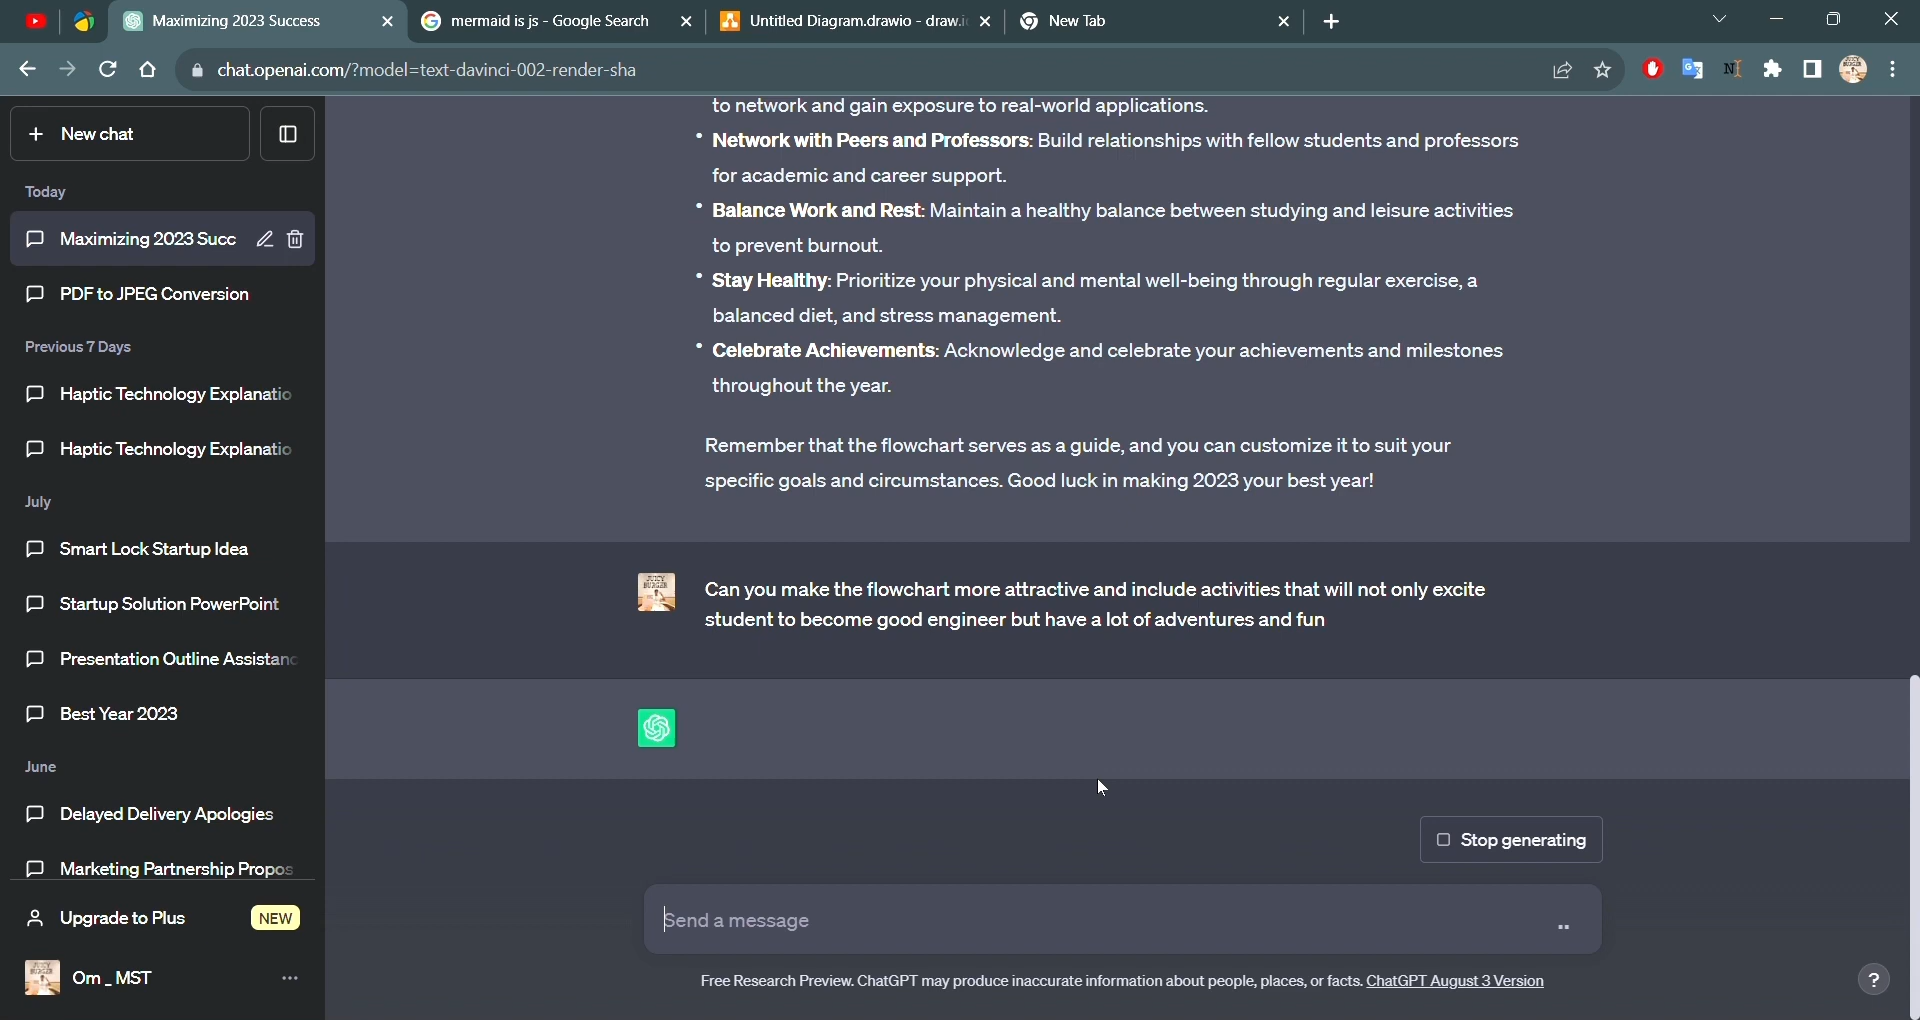 Maximizing 2023 Success
mermaid is js - Google Search
Untitled Diagram.drawio - draw.i
New Tab
chat.openai.com/?model=text-davinci-002-render-sha
New chat
Today
Maximizing 2023 Succ
PDF to JPEG Conversion
Previous 7 Days
Haptic Technology Explanatio
Haptic Technology Explanatio
July
Smart Lock Startup Idea
Startup Solution PowerPoint
Presentation Outline Assistanc
Best Year 2023
June
Delayed Delivery Apologies
Marketing Partnership Propos
Upgrade to Plus
NEW
Om _ MST
to network and gain exposure to real-world applications.
• Network with Peers and Professors: Build relationships with fellow students and professors
for academic and career support.
• Balance Work and Rest: Maintain a healthy balance between studying and leisure activities
to prevent burnout.
• Stay Healthy: Prioritize your physical and mental well-being through regular exercise, a
balanced diet, and stress management.
• Celebrate Achievements: Acknowledge and celebrate your achievements and milestones
throughout the year.
Remember that the flowchart serves as a guide, and you can customize it to suit your
specific goals and circumstances. Good luck in making 2023 your best year!
JUICY
BURGER
Can you make the flowchart more attractive and include activities that will not only excite
student to become good engineer but have a lot of adventures and fun
Stop generating
Send a message
Free Research Preview. ChatGPT may produce inaccurate information about people, places, or facts. ChatGPT August 3 Version
?